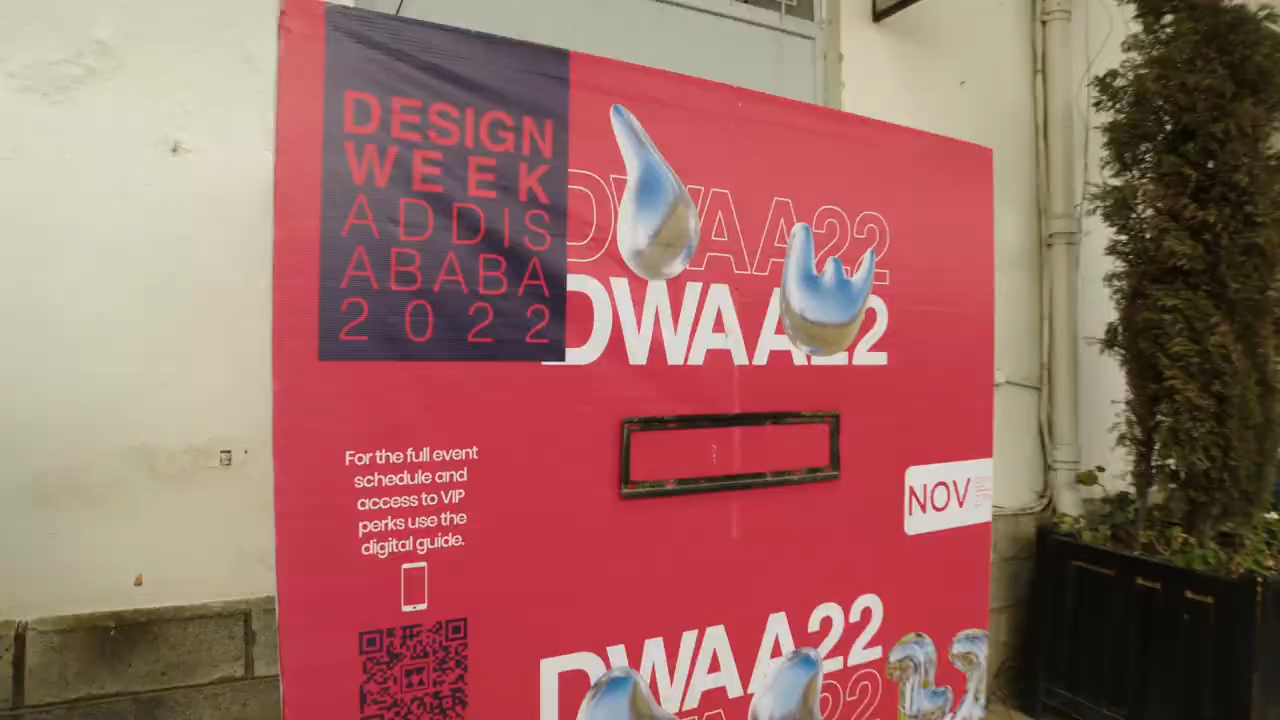 DESIGN
WEEK
ADDIS
ABABA
2022
DWAA22
DWAA22
For the full event
schedule and
access to VIP
perks use the
digital guide.
NOV
DWAA22
22